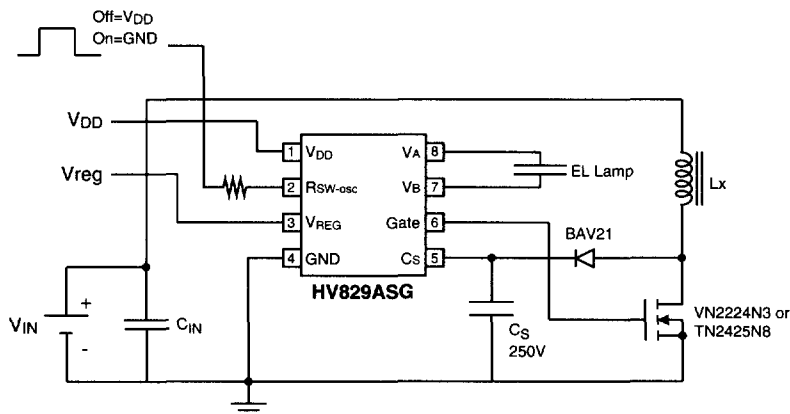 Off=VDD
On=GND
VDD
Vreg
1 VDD
2 RSW-osc
3 VREG
4 GND
VA 8
VB 7
Gate 6
CS 5
HV829ASG
EL Lamp
Lx
BAV21
VN2224N3 or
TN2425N8
CS
250V
VIN
+
-
CIN